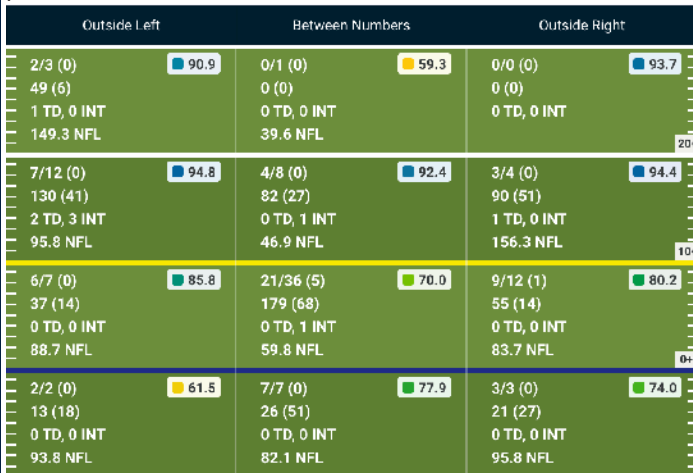 Outside Left Between Numbers Outside Right
2/3 (0) 90.9
49 (6)
1 TD, 0 INT
149.3 NFL
0/1 (0) 59.3
0 (0)
0 TD, 0 INT
39.6 NFL
0/0 (0) 93.7
0 (0)
0 TD, 0 INT
20+
7/12 (0) 94.8
130 (41)
2 TD, 3 INT
95.8 NFL
4/8 (0) 92.4
82 (27)
0 TD, 1 INT
46.9 NFL
3/4 (0) 94.4
90 (51)
1 TD, 0 INT
156.3 NFL
10+
6/7 (0) 85.8
37 (14)
0 TD, 0 INT
88.7 NFL
21/36 (5) 70.0
179 (68)
0 TD, 1 INT
59.8 NFL
9/12 (1) 80.2
55 (14)
0 TD, 0 INT
83.7 NFL
0+
2/2 (0) 61.5
13 (18)
0 TD, 0 INT
93.8 NFL
7/7 (0) 77.9
26 (51)
0 TD, 0 INT
82.1 NFL
3/3 (0) 74.0
21 (27)
0 TD, 0 INT
95.8 NFL